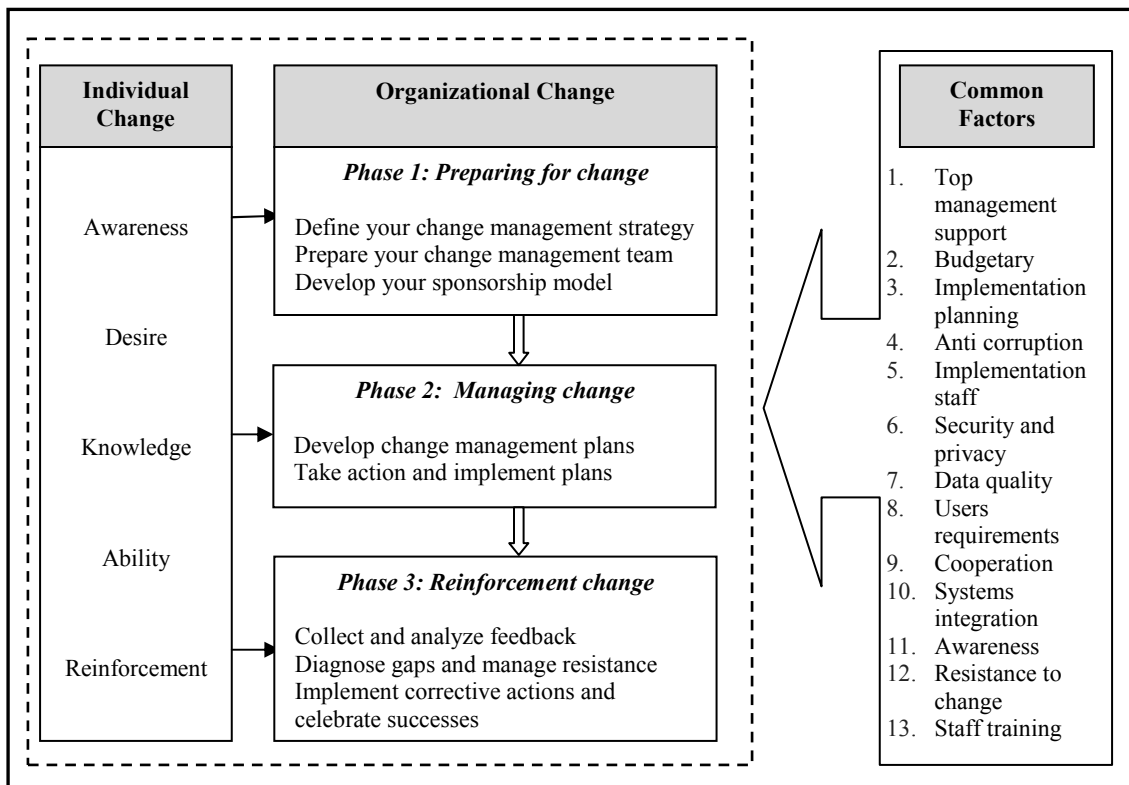 Individual
Change
Awareness
Desire
Knowledge
Ability
Reinforcement
Organizational Change
Phase 1: Preparing for change
Define your change management strategy
Prepare your change management team
Develop your sponsorship model
Phase 2:  Managing change
Develop change management plans
Take action and implement plans
Phase 3: Reinforcement change
Collect and analyze feedback
Diagnose gaps and manage resistance
Implement corrective actions and
celebrate successes
Common
Factors
1. Top
management
support
2. Budgetary
3. Implementation
planning
4. Anti corruption
5. Implementation
staff
6. Security and
privacy
7. Data quality
8. Users
requirements
9. Cooperation
10. Systems
integration
11. Awareness
12. Resistance to
change
13. Staff training